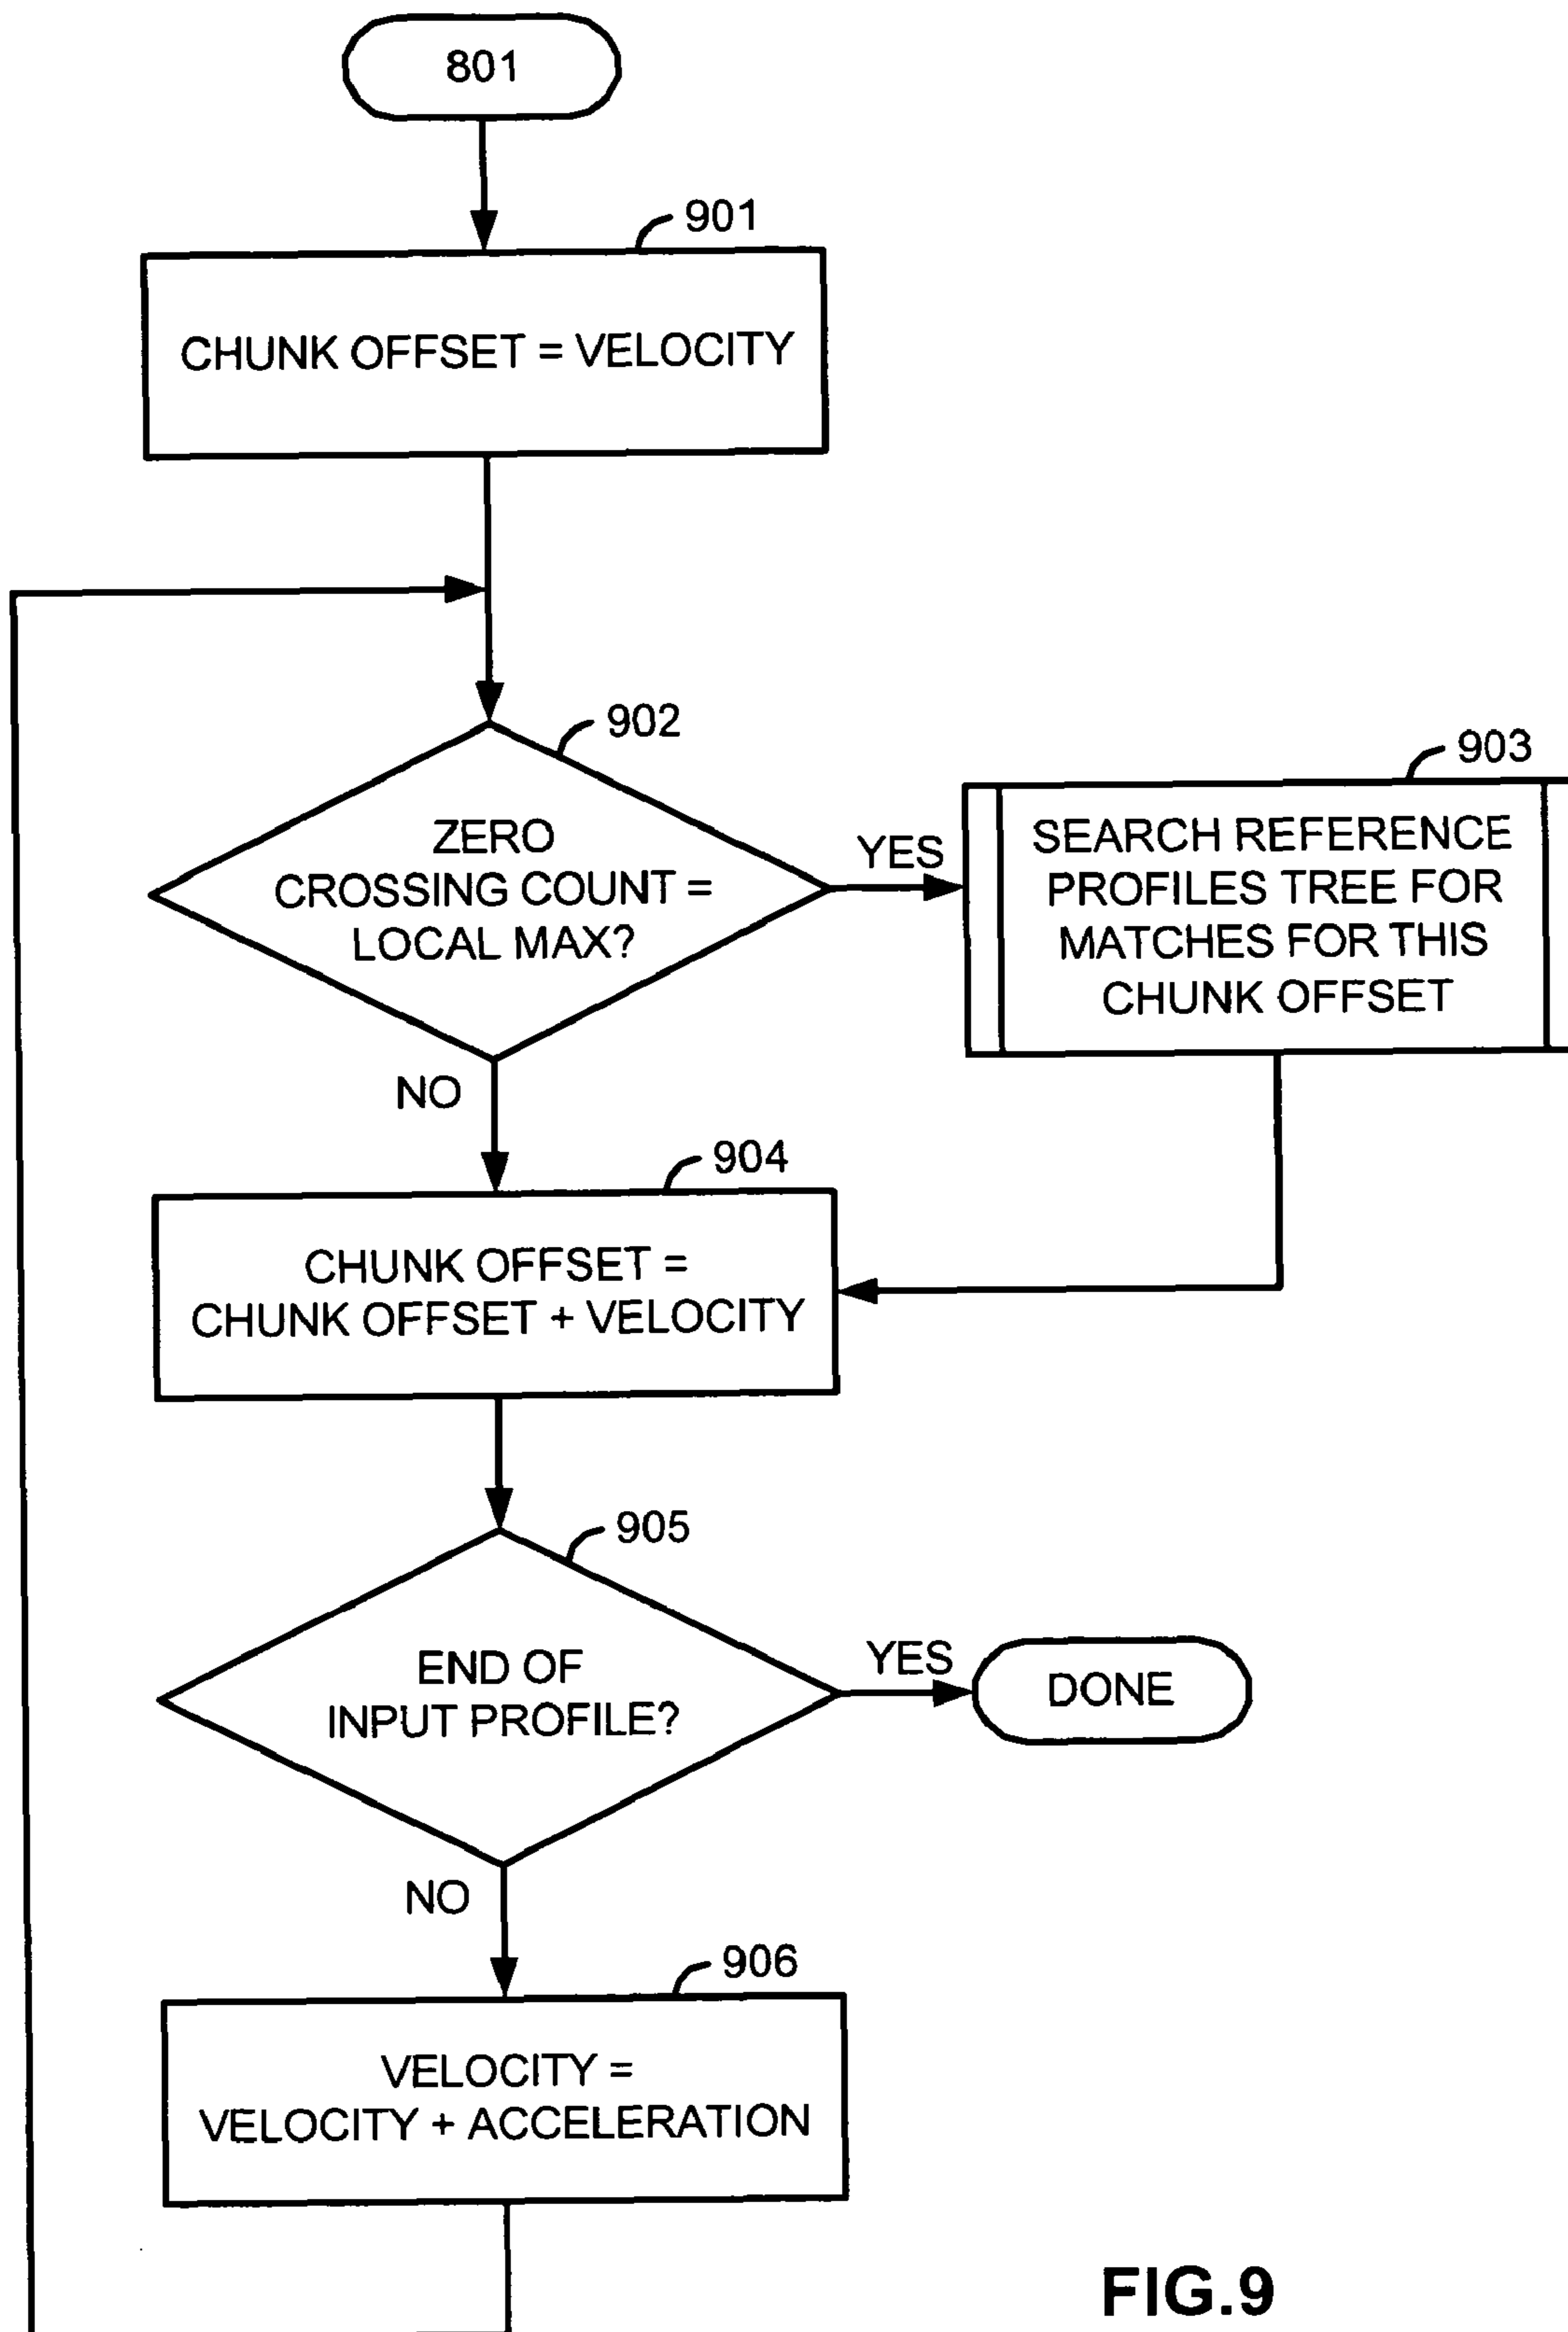 801
901
CHUNK OFFSET = VELOCITY
902
ZERO
CROSSING COUNT =
LOCAL MAX?
YES
903
SEARCH REFERENCE
PROFILES TREE FOR
MATCHES FOR THIS
CHUNK OFFSET
NO
904
CHUNK OFFSET =
CHUNK OFFSET + VELOCITY
905
END OF
INPUT PROFILE?
YES
DONE
NO
906
VELOCITY =
VELOCITY + ACCELERATION
FIG.9